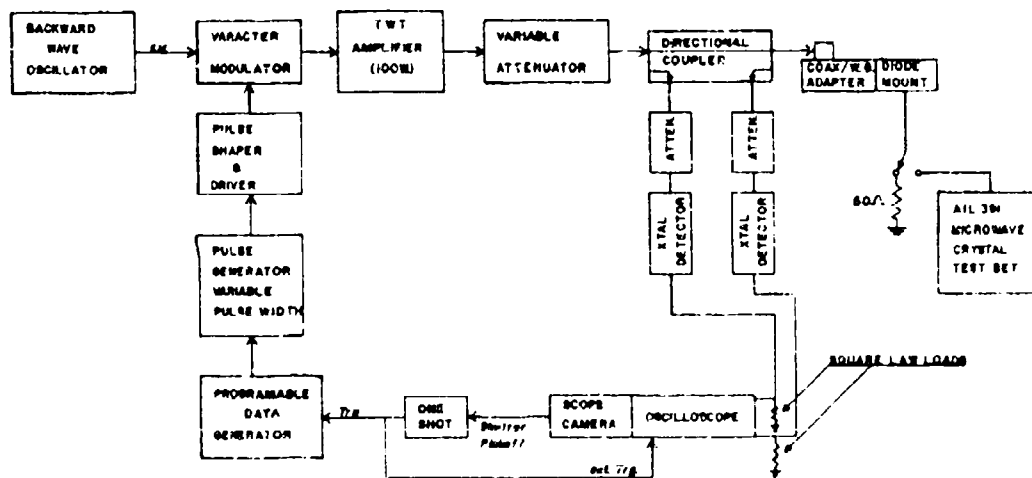 BACKWARD
WAVE
OSCILLATOR
VARACTER
MODULATOR
TWT
AMPLIFIER
(100W)
VARIABLE
ATTENUATOR
DIRECTIONAL
COUPLER
COAX/W.G.
ADAPTER
DIODE
MOUNT
PULSE
SHAPER
&
DRIVER
ATTEN.
ATTEN.
XTAL
DETECTOR
XTAL
DETECTOR
50Ω
AIL 391
MICROWAVE
CRYSTAL
TEST SET
PULSE
GENERATOR
VARIABLE
PULSE WIDTH
SQUARE LAW LOADS
PROGRAMABLE
DATA
GENERATOR
Trg
ONE
SHOT
Shutter
SCOPE
CAMERA
OSCILLOSCOPE
ext. Trg.